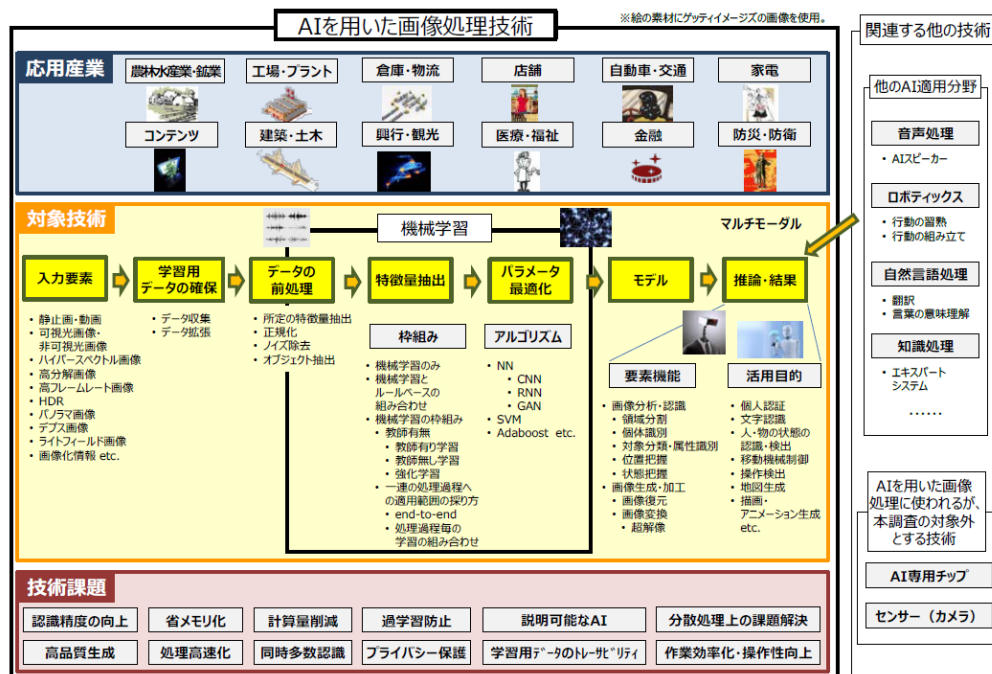 AIを用いた画像処理技術
※絵の素材にゲッティイメージズの画像を使用。
応用産業
農林水産業・鉱業
工場・プラント
倉庫・物流
店舗
自動車・交通
家電
コンテンツ
建築・土木
興行・観光
医療・福祉
金融
防災・防衛
対象技術
機械学習
マルチモーダル
入力要素
学習用
データの確保
データの
前処理
特徴量抽出
パラメータ
最適化
モデル
推論・結果
• 静止画・動画
• 可視光画像・
非可視光画像
• ハイパースペクトル画像
• 高分解画像
• 高フレームレート画像
• HDR
• パノラマ画像
• デプス画像
• ライトフィールド画像
• 画像化情報 etc.
• データ収集
• データ拡張
• 所定の特徴量抽出
• 正規化
• ノイズ除去
• オブジェクト抽出
枠組み
• 機械学習のみ
• 機械学習と
ルールベースの
組み合わせ
• 機械学習の枠組み
• 教師有無
• 教師有り学習
• 教師無し学習
• 強化学習
• 一連の処理過程へ
の適用範囲の採り方
• end-to-end
• 処理過程毎の
学習の組み合わせ
アルゴリズム
• NN
• CNN
• RNN
• GAN
• SVM
• Adaboost etc.
要素機能
• 画像分析・認識
• 領域分割
• 個体識別
• 対象分類・属性識別
• 位置把握
• 状態把握
• 画像生成・加工
• 画像復元
• 画像変換
• 超解像
活用目的
• 個人認証
• 文字認識
• 人・物の状態の
認識・検出
• 移動機械制御
• 操作検出
• 地図生成
• 描画・
アニメーション生成
etc.
技術課題
認識精度の向上
省メモリ化
計算量削減
過学習防止
説明可能なAI
分散処理上の課題解決
高品質生成
処理高速化
同時多数認識
プライバシー保護
学習用ﾃﾞｰﾀのﾄﾚｰｻﾋﾞﾘﾃｨ
作業効率化・操作性向上
関連する他の技術
他のAI適用分野
音声処理
• AIスピーカー
ロボティックス
• 行動の習熟
• 行動の組み立て
自然言語処理
• 翻訳
• 言葉の意味理解
知識処理
• エキスパート
システム
……
AIを用いた画像
処理に使われるが、
本調査の対象外
とする技術
AI専用チップ
センサー（カメラ）